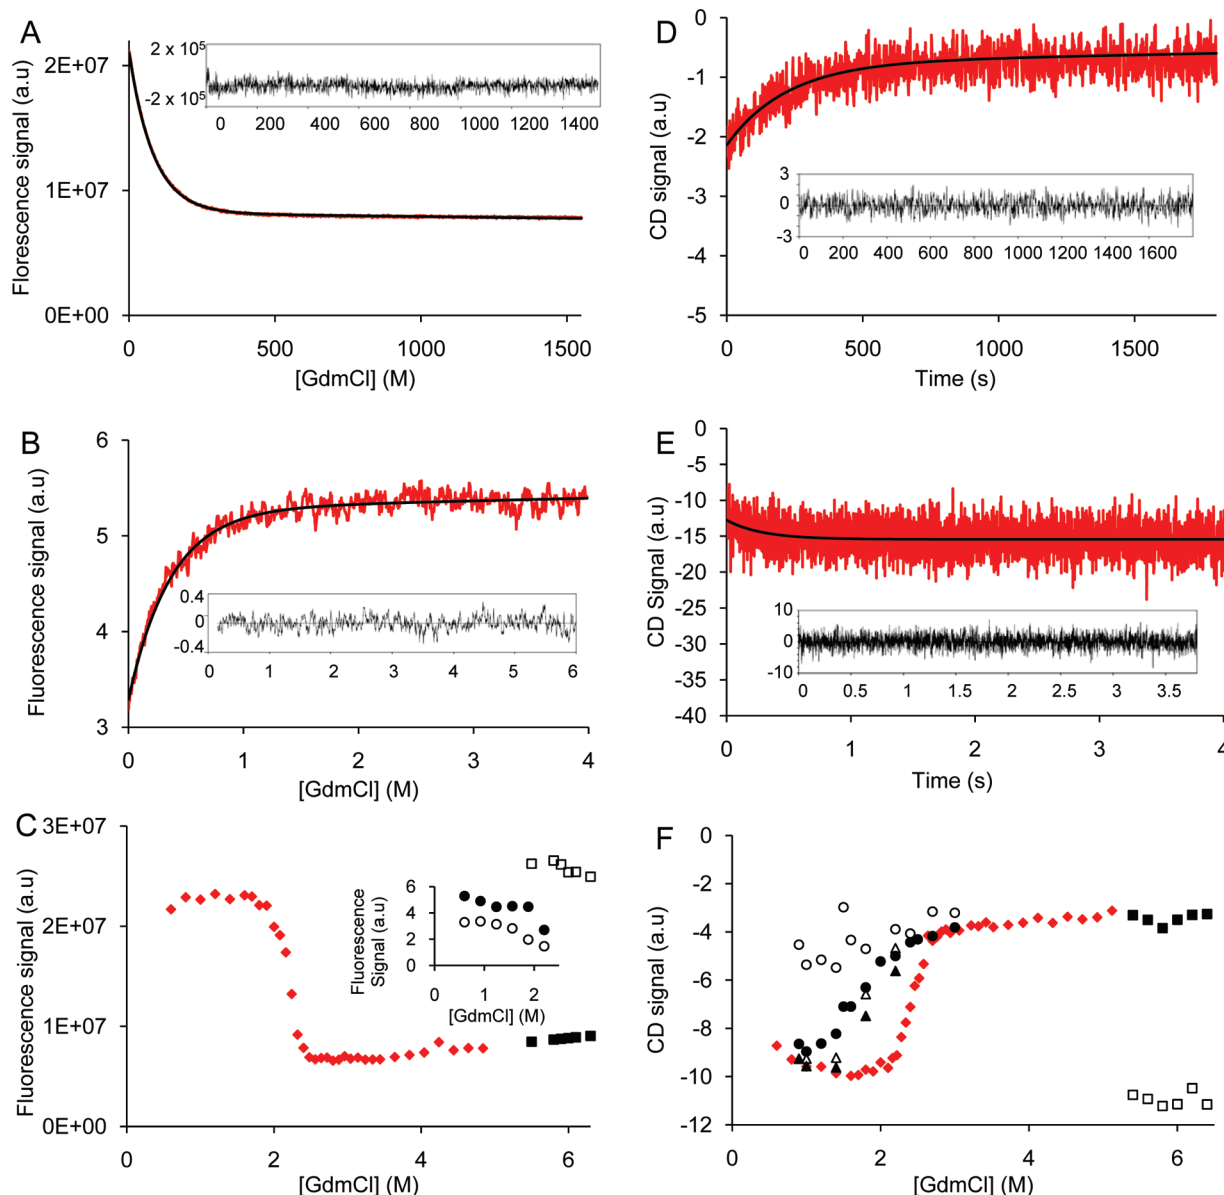 A
Florescence signal (a.u)
2E+07
1E+07
0E+00
2 x 10⁵
-2 x 10⁵
0 200 400 600 800 1000 1200 1400
0 500 1000 1500
[GdmCl] (M)
D
CD signal (a.u)
0
-1
-2
-3
-4
-5
3
0
-3
0 200 400 600 800 1000 1200 1400 1600
0 500 1000 1500
Time (s)
B
Fluorescence signal (a.u)
6
5
4
3
0.4
0
-0.4
0 1 2 3 4 5 6
0 1 2 3 4
[GdmCl] (M)
E
CD Signal (a.u)
0
-5
-10
-15
-20
-25
-30
-35
-40
10
0
-10
0 0.5 1 1.5 2 2.5 3 3.5
0 1 2 3 4
Time (s)
C
Fluorescence signal (a.u)
3E+07
2E+07
1E+07
0E+00
Fluorescence
Signal (a.u)
6
4
2
0
0 1 2
[GdmCl] (M)
0 2 4 6
[GdmCl] (M)
F
CD signal (a.u)
0
-2
-4
-6
-8
-10
-12
0 2 4 6
[GdmCl] (M)